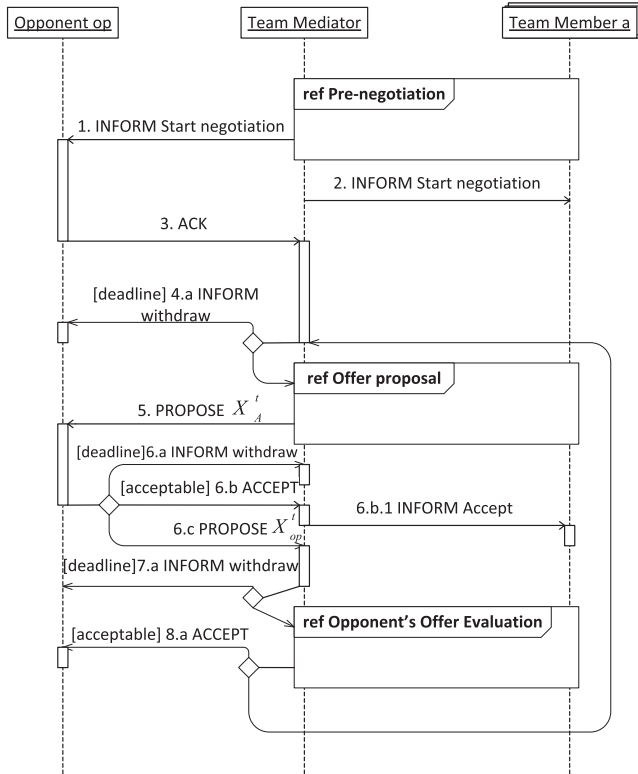 Opponent op
Team Mediator
Team Member a
ref Pre-negotiation
1. INFORM Start negotiation
2. INFORM Start negotiation
3. ACK
[deadline] 4.a INFORM
withdraw
ref Offer proposal
5. PROPOSE X_A^t
[deadline]6.a INFORM withdraw
[acceptable] 6.b ACCEPT
6.b.1 INFORM Accept
6.c PROPOSE X_op^t
[deadline]7.a INFORM withdraw
ref Opponent’s Offer Evaluation
[acceptable] 8.a ACCEPT